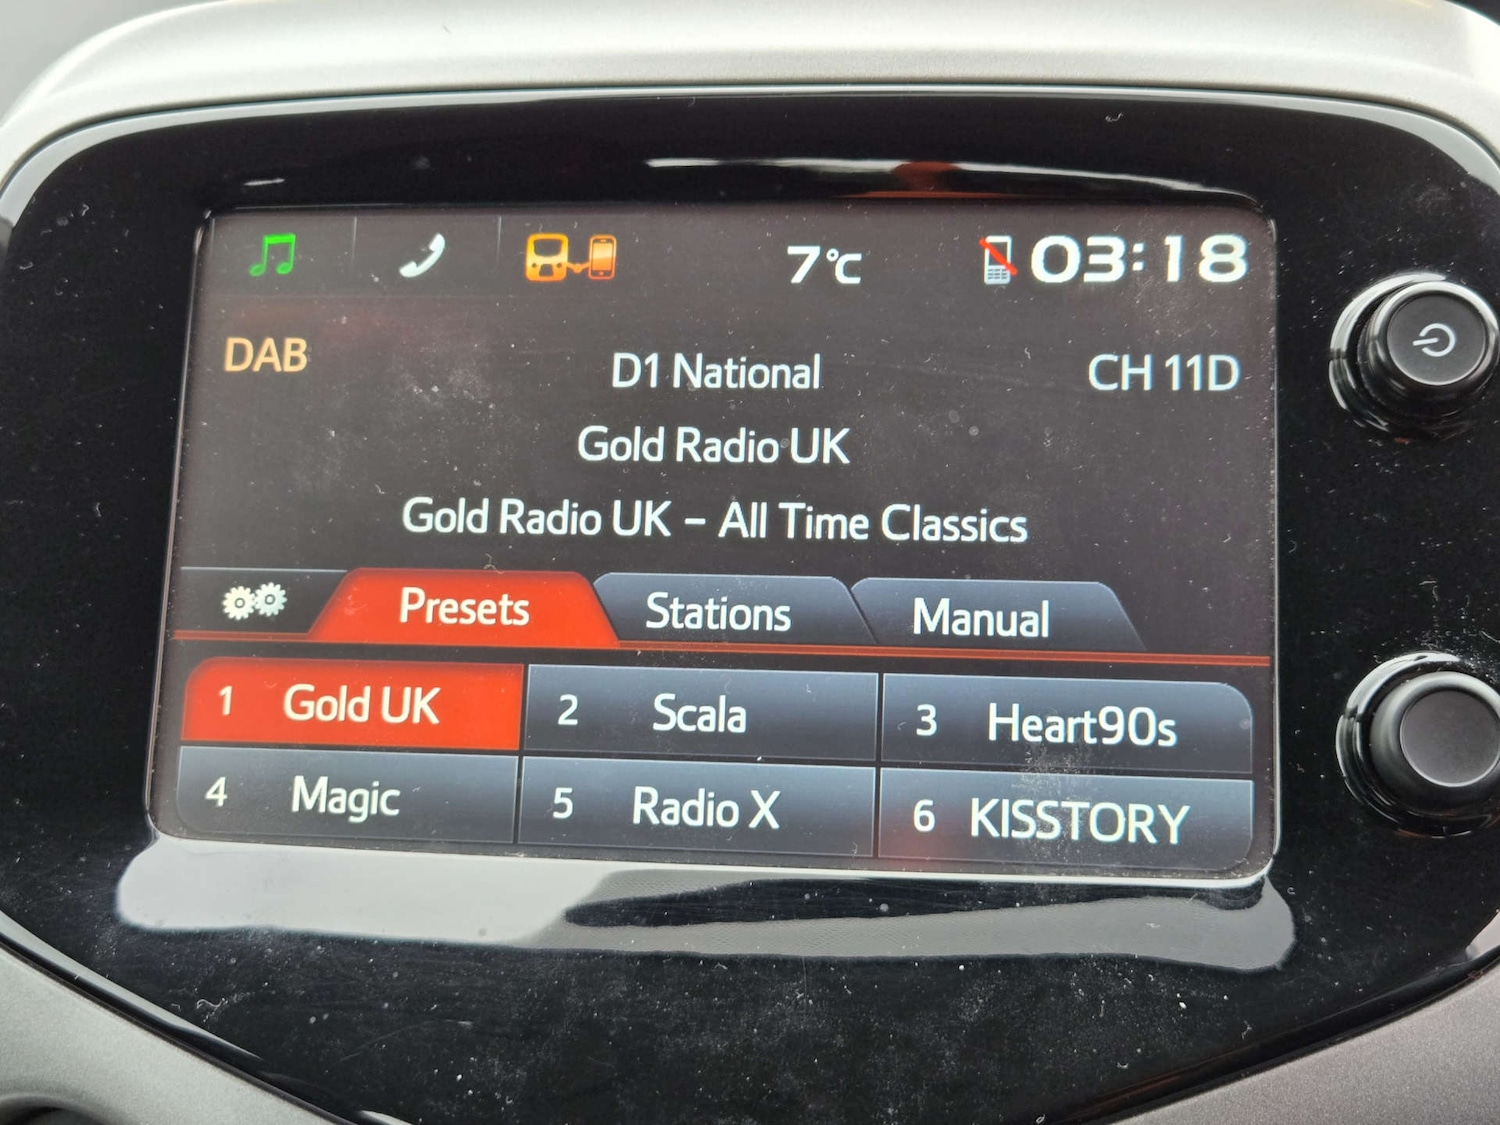 7°C 03:18
DAB D1 National CH 11D
Gold Radio UK
Gold Radio UK - All Time Classics
Presets Stations Manual
1 Gold UK 2 Scala 3 Heart90s
4 Magic 5 Radio X 6 KISSTORY